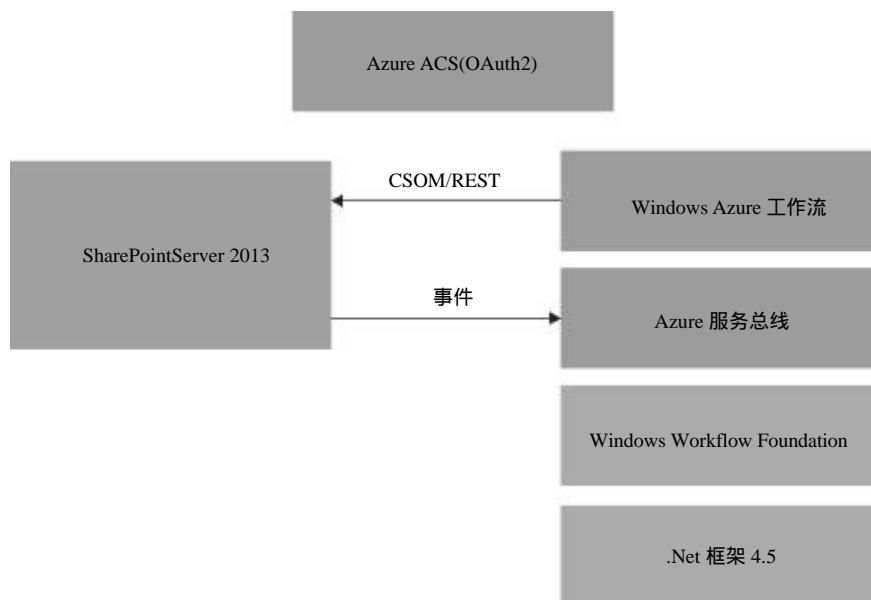 Azure ACS(OAuth2)
CSOM/REST
Windows Azure 工作流
SharePointServer 2013
事件
Azure 服务总线
Windows Workflow Foundation
.Net 框架 4.5